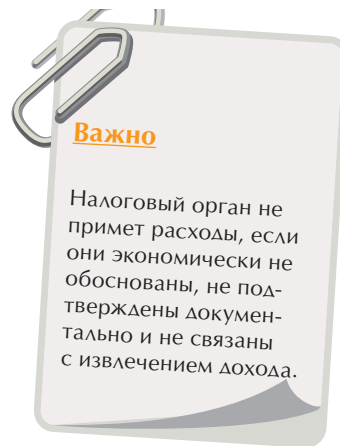 Важно
Налоговый орган не
примет расходы, если
они экономически не
обоснованы, не под-
тверждены докумен-
тально и не связаны
с извлечением дохода.